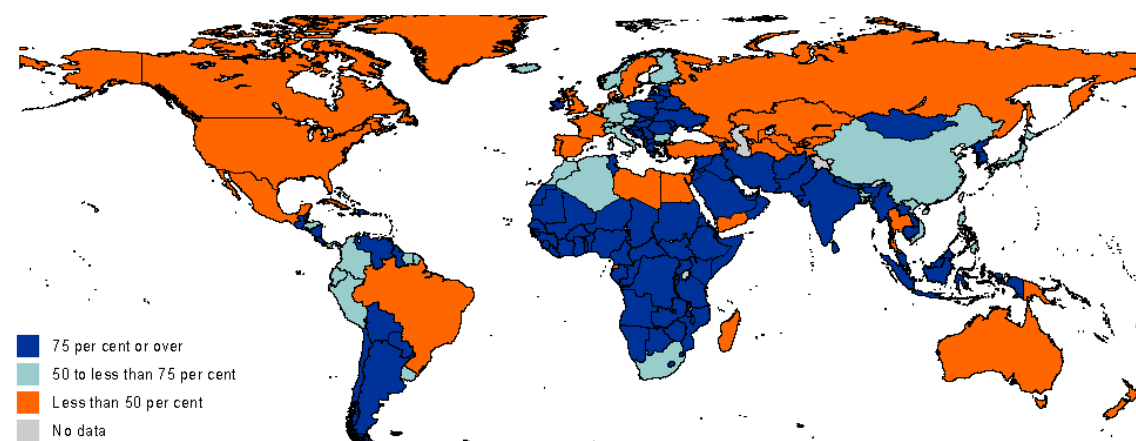 75 per cent or over
50 to less than 75 per cent
Less than 50 per cent
No data